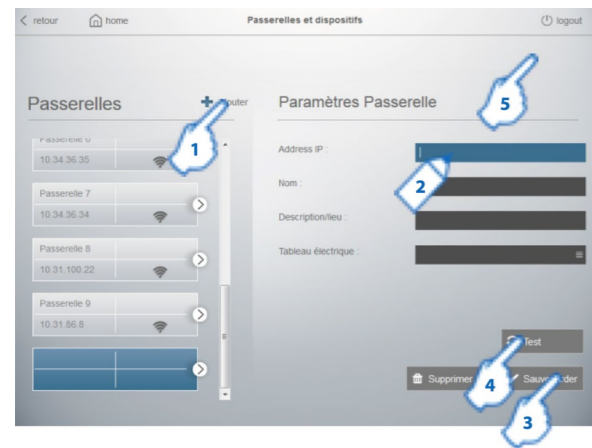 retour
home
Passerelles et dispositifs
logout
Passerelles
Paramètres Passerelle
5
1
10.34.36.35
Address IP :
2
Passerelle 7
Nom :
10.34.36.34
Description/lieu :
Passerelle 8
Tableau électrique :
10.31.100.22
Passerelle 9
10.31.86.8
Test
Supprimer
4
3